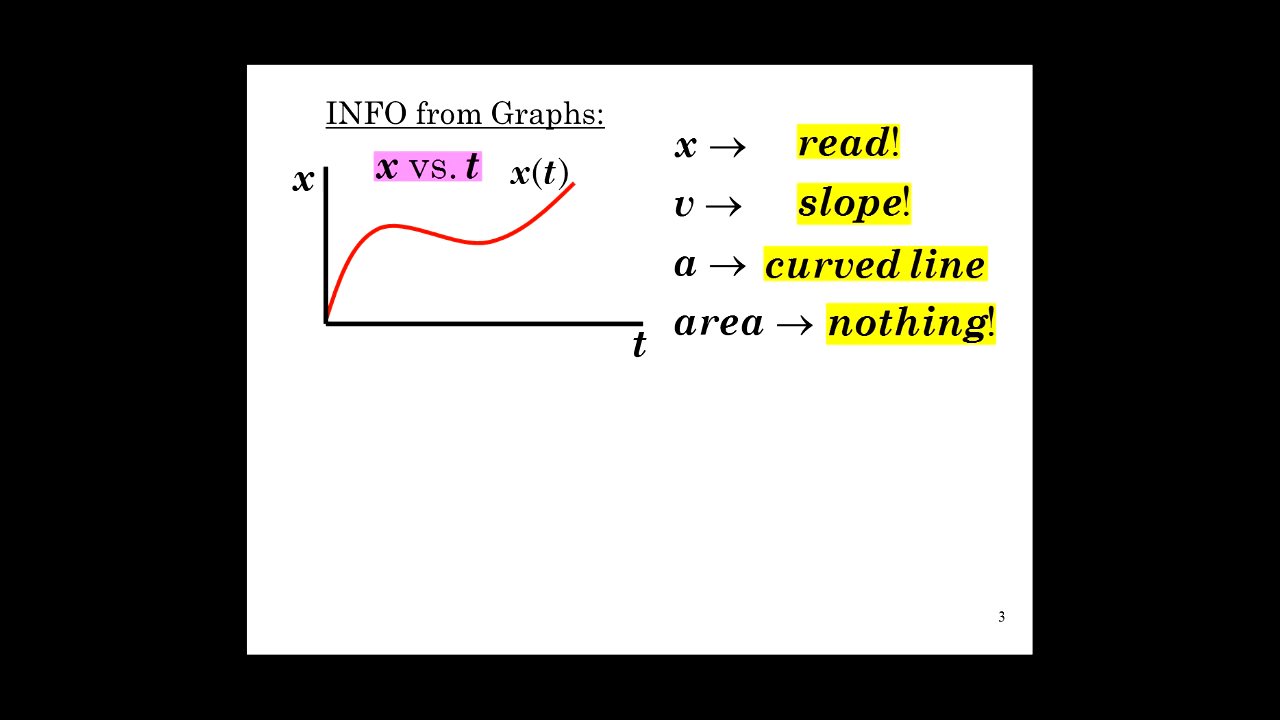 INFO from Graphs:
x vs. t
x(t)
x
t
x → read!
v → slope!
a → curved line
area → nothing!
3